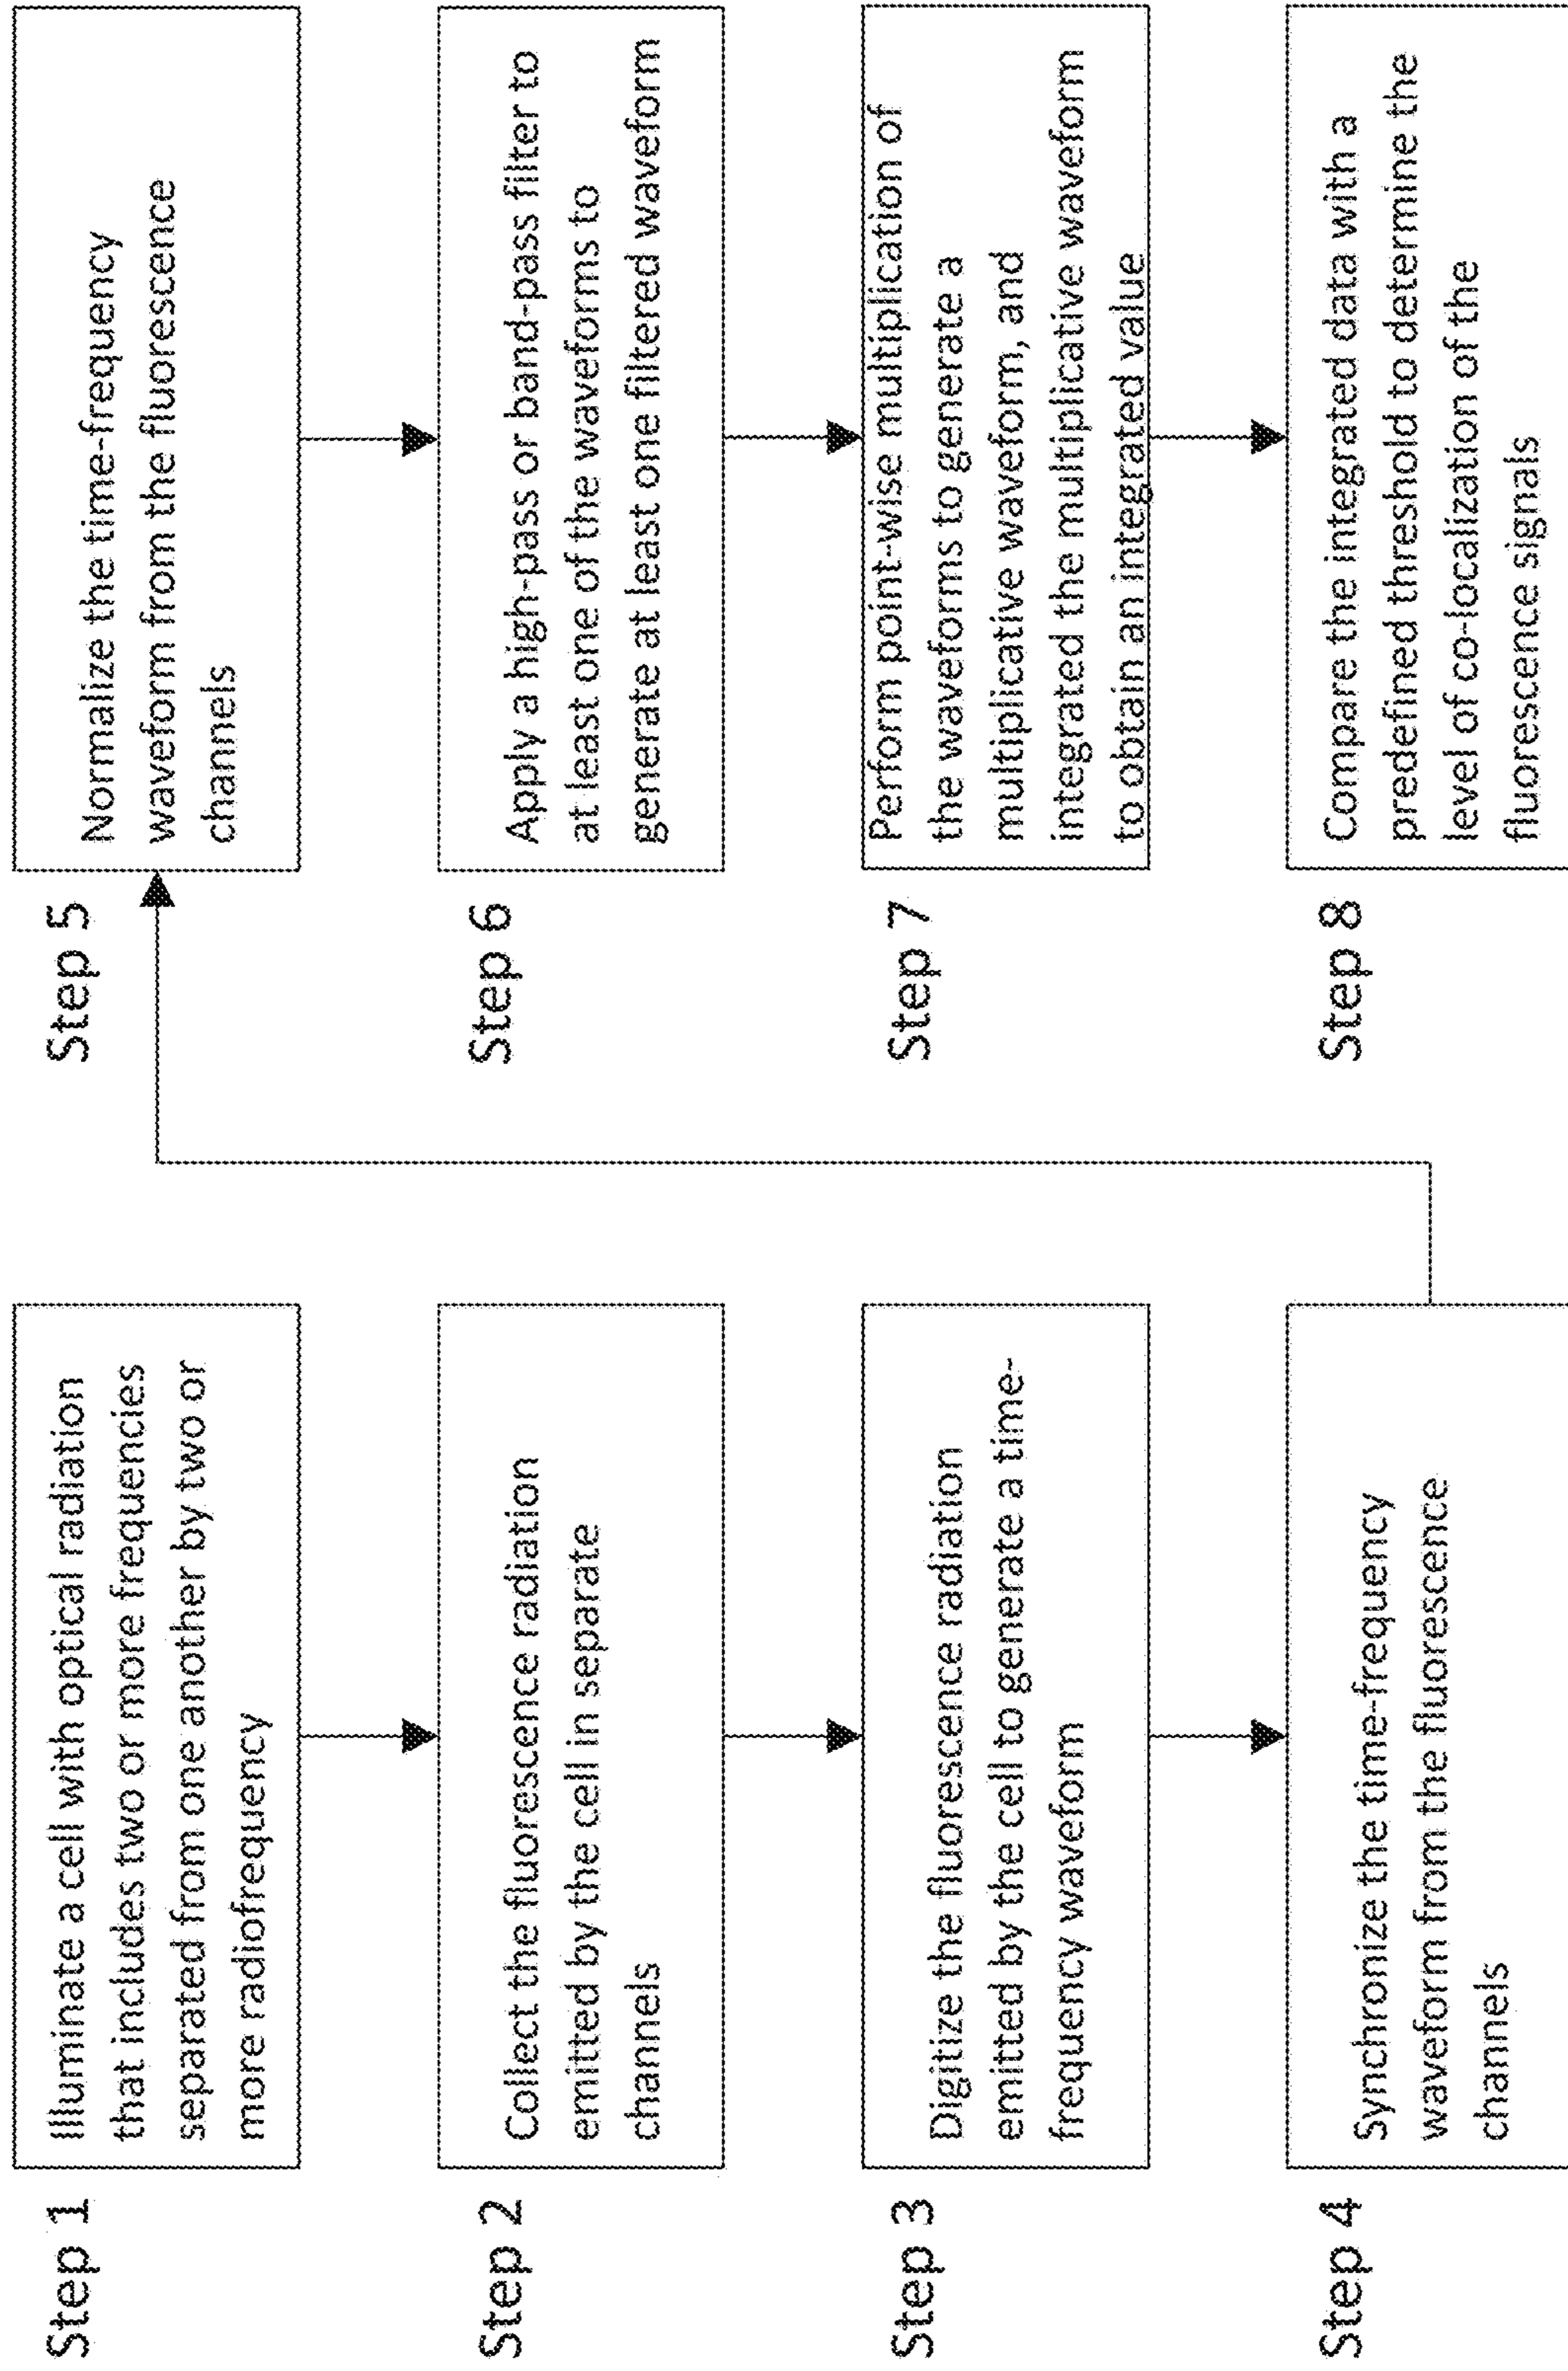 Step 1
Illuminate a cell with optical radiation
that includes two or more frequencies
separated from one another by two or
more radiofrequency
Step 2
Collect the fluorescence radiation
emitted by the cell in separate
channels
Step 3
Digitize the fluorescence radiation
emitted by the cell to generate a time-
frequency waveform
Step 4
Synchronize the time-frequency
waveform from the fluorescence
channels
Step 5
Normalize the time-frequency
waveform from the fluorescence
channels
Step 6
Apply a high-pass or band-pass filter to
at least one of the waveforms to
generate at least one filtered waveform
Step 7
Perform point-wise multiplication of
the waveforms to generate a
multiplicative waveform, and
integrated the multiplicative waveform
to obtain an integrated value
Step 8
Compare the integrated data with a
predefined threshold to determine the
level of co-localization of the
fluorescence signals